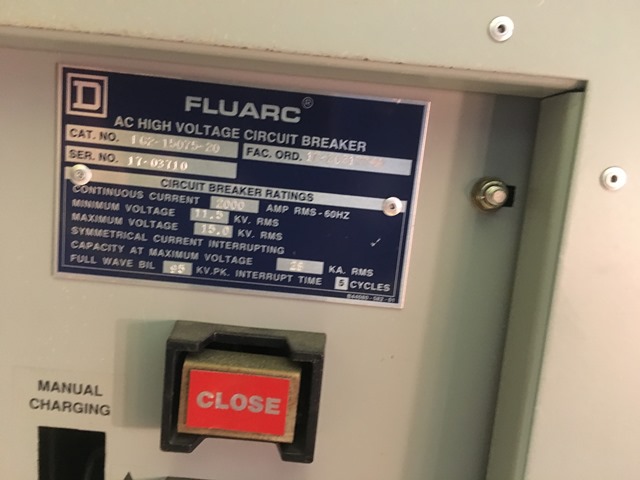 D
FLUARC®
AC HIGH VOLTAGE CIRCUIT BREAKER
CAT. NO. FG2-15075-20
FAC. ORD.
SER. NO. 17-03710
CIRCUIT BREAKER RATINGS
CONTINUOUS CURRENT 2000 AMP RMS - 60HZ
MINIMUM VOLTAGE 11.5 KV. RMS
MAXIMUM VOLTAGE 15.0 KV. RMS
SYMMETRICAL CURRENT INTERRUPTING
CAPACITY AT MAXIMUM VOLTAGE KA. RMS
FULL WAVE BIL 95 KV.PK. INTERRUPT TIME 5 CYCLES
CLOSE
MANUAL
CHARGING